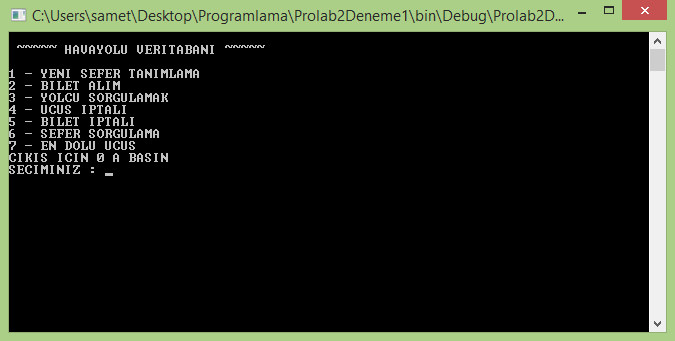 C:\Users\samet\Desktop\Programlama\Prolab2Deneme1\bin\Debug\Prolab2D...
~~~~~ HAVAYOLU VERITABANI ~~~~~
1 - YENI SEFER TANIMLAMA
2 - BILET ALIM
3 - YOLCU SORGULAMAK
4 - UCUS IPTALI
5 - BILET IPTALI
6 - SEFER SORGULAMA
7 - EN DOLU UCUS
CIKIS ICIN 0 A BASIN
SECIMINIZ : _